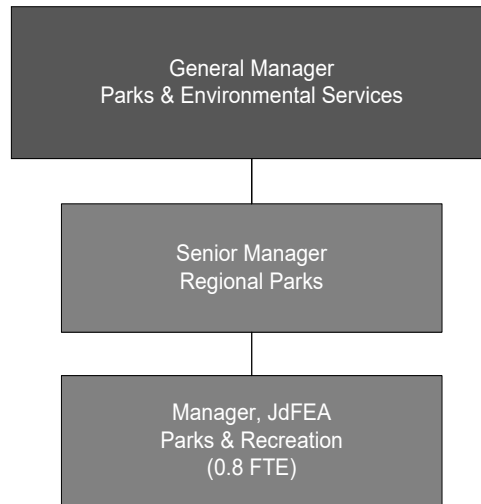 General Manager
Parks & Environmental Services
Senior Manager
Regional Parks
Manager, JdFEA
Parks & Recreation
(0.8 FTE)